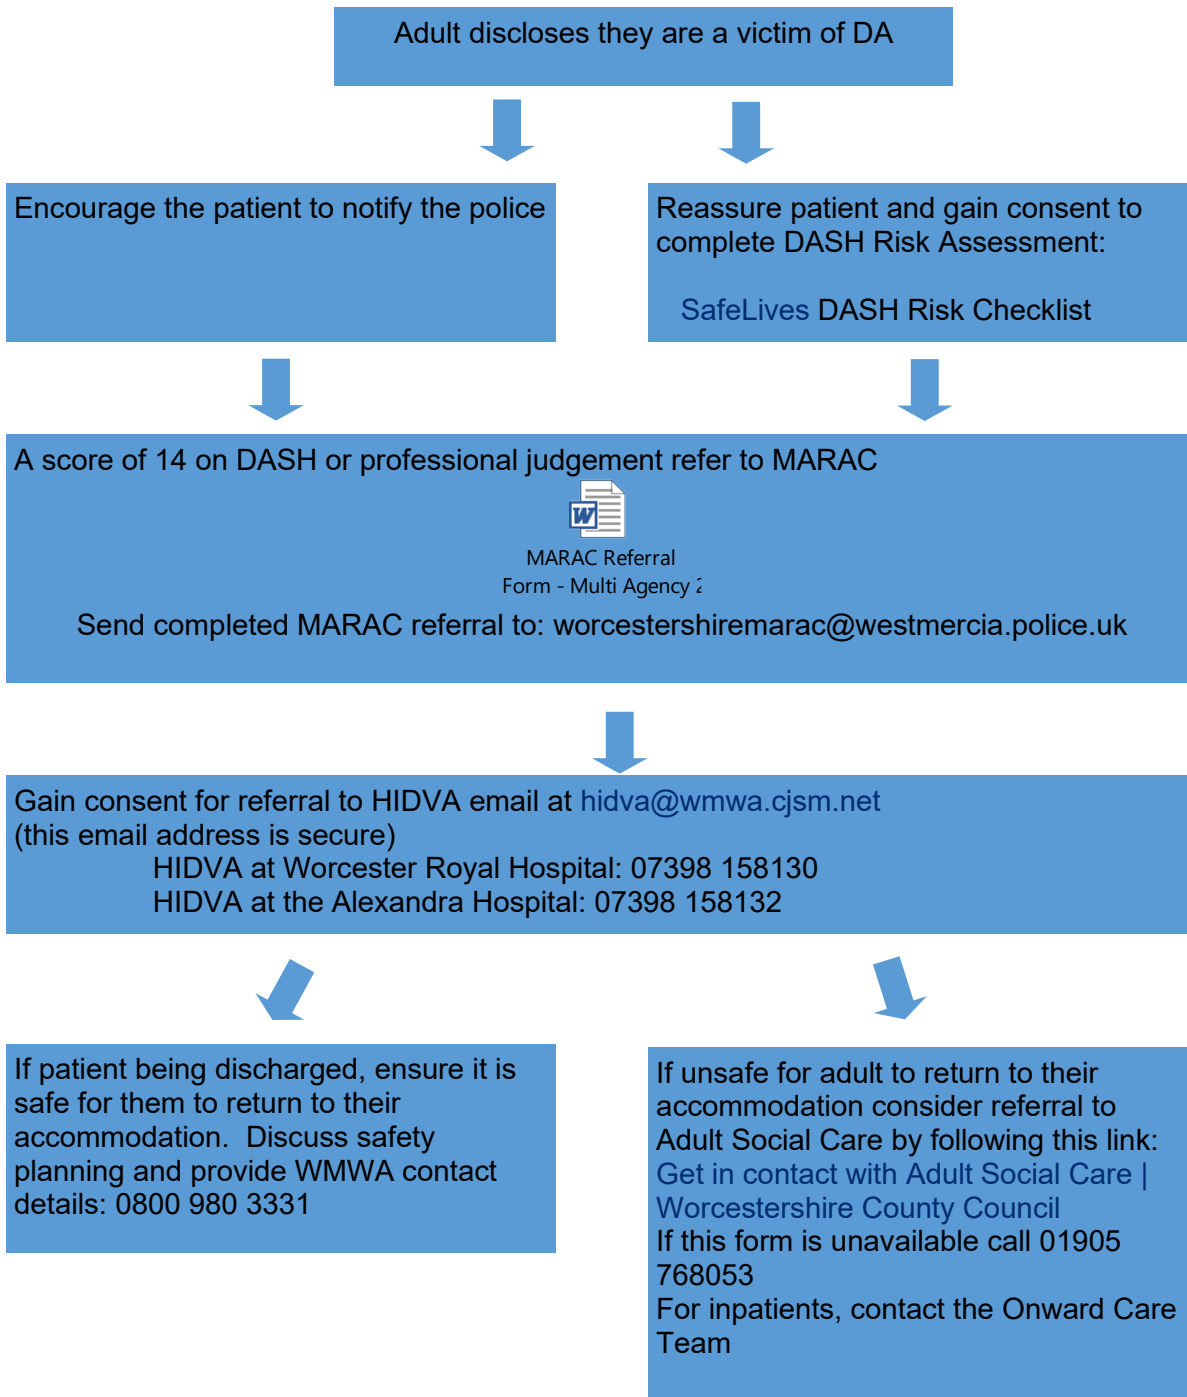 Adult discloses they are a victim of DA
Encourage the patient to notify the police
Reassure patient and gain consent to
complete DASH Risk Assessment:
SafeLives DASH Risk Checklist
A score of 14 on DASH or professional judgement refer to MARAC
W
MARAC Referral
Form - Multi Agency
Send completed MARAC referral to: worcestershiremarac@westmercia.police.uk
Gain consent for referral to HIDVA email at hidva@wmwa.cjsm.net
(this email address is secure)
HIDVA at Worcester Royal Hospital: 07398 158130
HIDVA at the Alexandra Hospital: 07398 158132
If patient being discharged, ensure it is
safe for them to return to their
accommodation.  Discuss safety
planning and provide WMWA contact
details: 0800 980 3331
If unsafe for adult to return to their
accommodation consider referral to
Adult Social Care by following this link:
Get in contact with Adult Social Care |
Worcestershire County Council
If this form is unavailable call 01905
768053
For inpatients, contact the Onward Care
Team